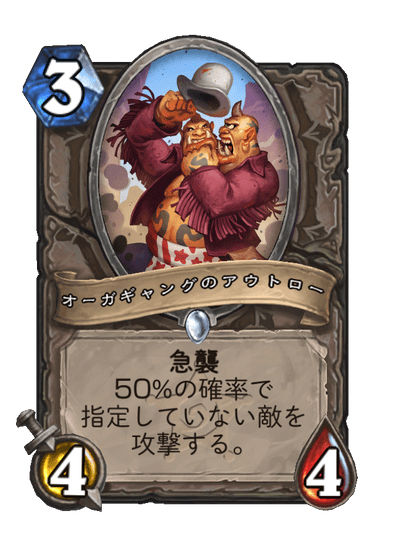 3
オーガギャングのアウトロー
急襲
50%の確率で
指定していない敵を
攻撃する。
4
4